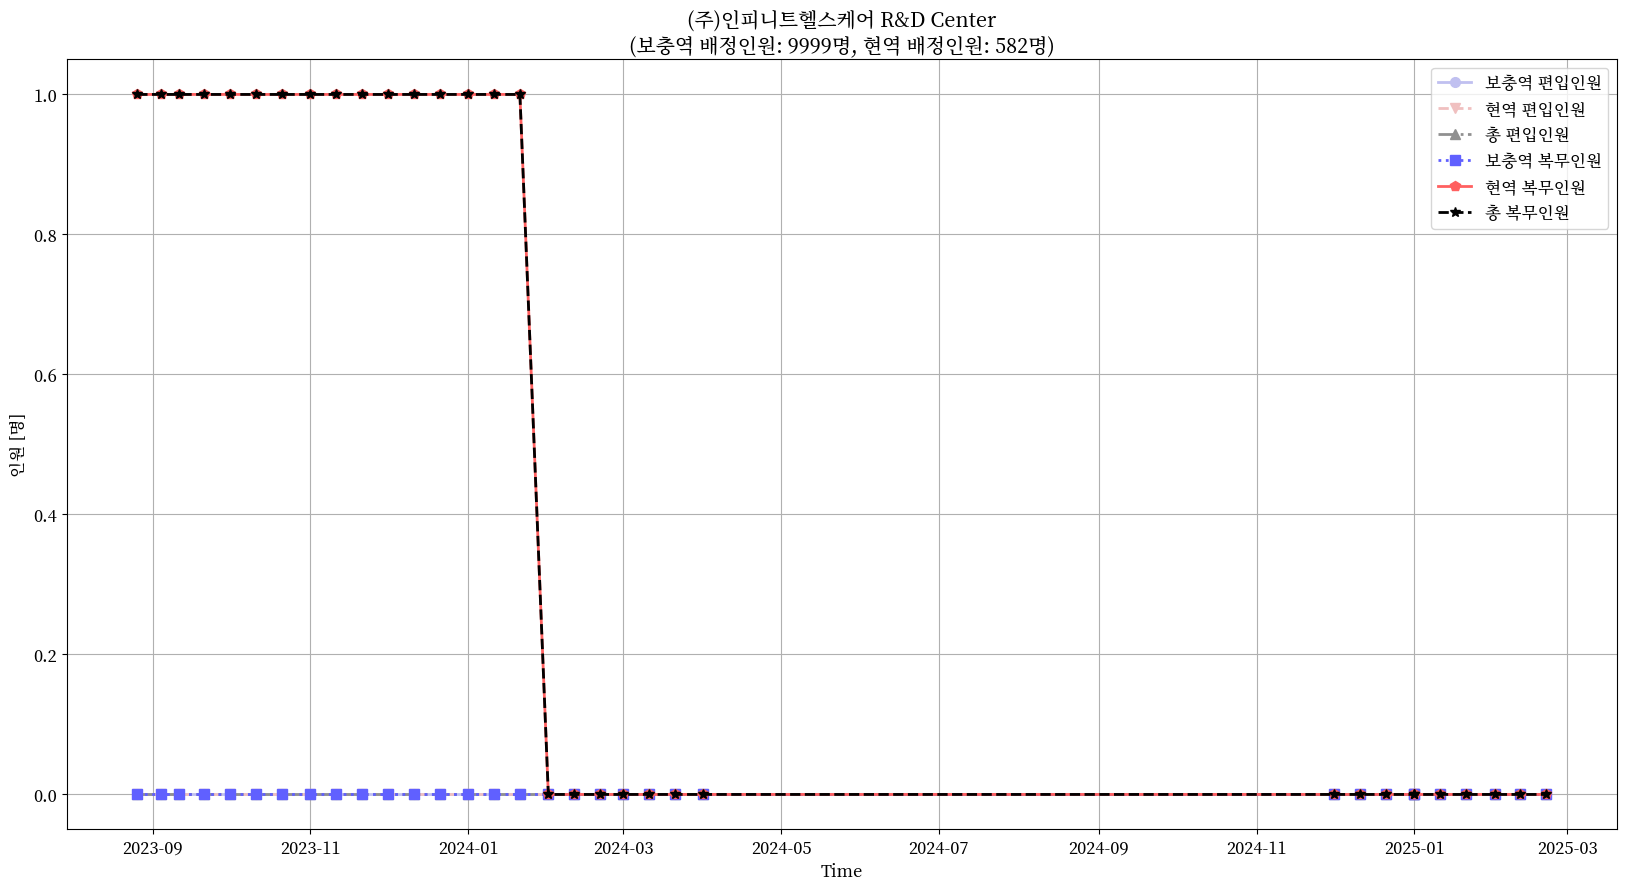 (주)인피니트헬스케어 R&D Center
(보충역 배정인원: 9999명, 현역 배정인원: 582명)
보충역 편입인원
현역 편입인원
총 편입인원
보충역 복무인원
현역 복무인원
총 복무인원
인원 [명]
1.0
0.8
0.6
0.4
0.2
0.0
2023-09 2023-11 2024-01 2024-03 2024-05 2024-07 2024-09 2024-11 2025-01 2025-03
Time